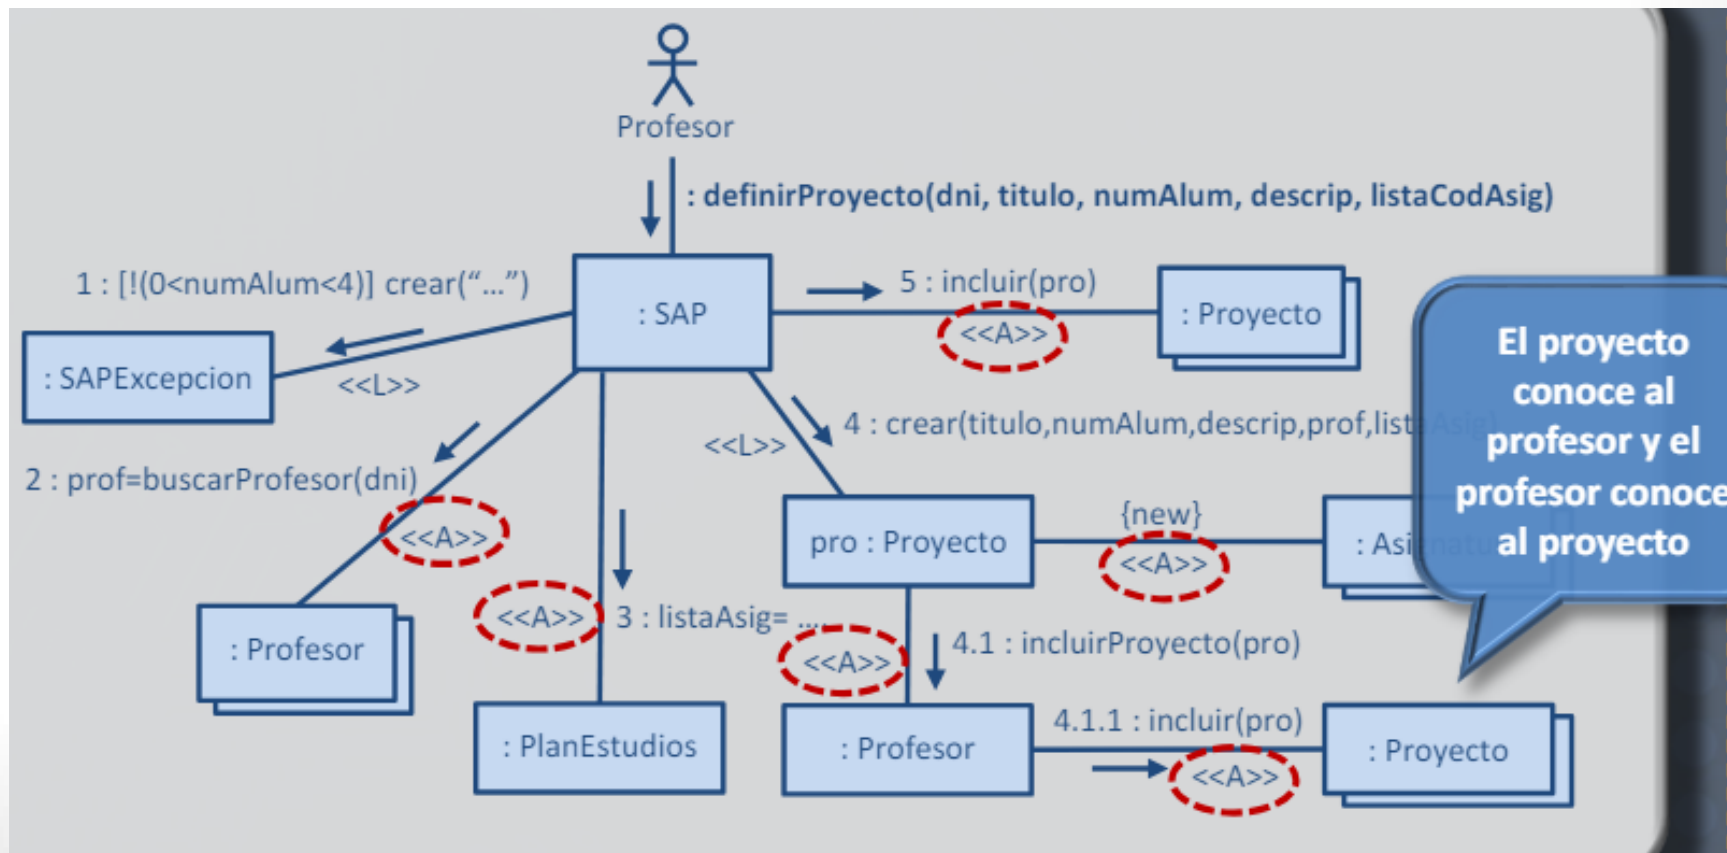 Profesor
: definirProyecto(dni, titulo, numAlum, descrip, listaCodAsig)
1 : [!(0<numAlum<4)] crear(“...”)
: SAP
5 : incluir(pro)
<<A>>
: Proyecto
: SAPExcepcion
<<L>>
El proyecto
conoce al
profesor y el
profesor conoce
al proyecto
4 : crear(titulo,numAlum,descrip,prof,listaAsig)
<<L>>
2 : prof=buscarProfesor(dni)
<<A>>
{new}
pro : Proyecto
<<A>>
: Asignatu
<<A>>
3 : listaAsig= ....
: Profesor
<<A>>
4.1 : incluirProyecto(pro)
: PlanEstudios
: Profesor
4.1.1 : incluir(pro)
<<A>>
: Proyecto